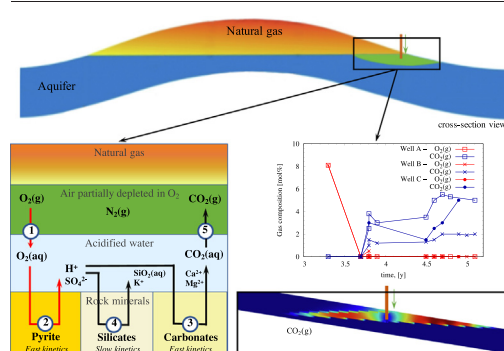 Natural gas
Aquifer
cross-section view
Natural gas
Air partially depleted in O₂
O₂(g)
N₂(g)
CO₂(g)
1
5
Acidified water
O₂(aq)
CO₂(aq)
H⁺
SO₄²⁻
SiO₂(aq)
K⁺
Ca²⁺
Mg²⁺
Rock minerals
2
4
3
Pyrite
Silicates
Carbonates
Fast kinetics
Slow kinetics
Fast kinetics
Well A – O₂(g)
CO₂(g)
Well B – O₂(g)
CO₂(g)
Well C – O₂(g)
CO₂(g)
Gas composition [mol%]
10
8
6
4
2
0
3
3.5
4
4.5
5
time, [y]
CO₂(g)